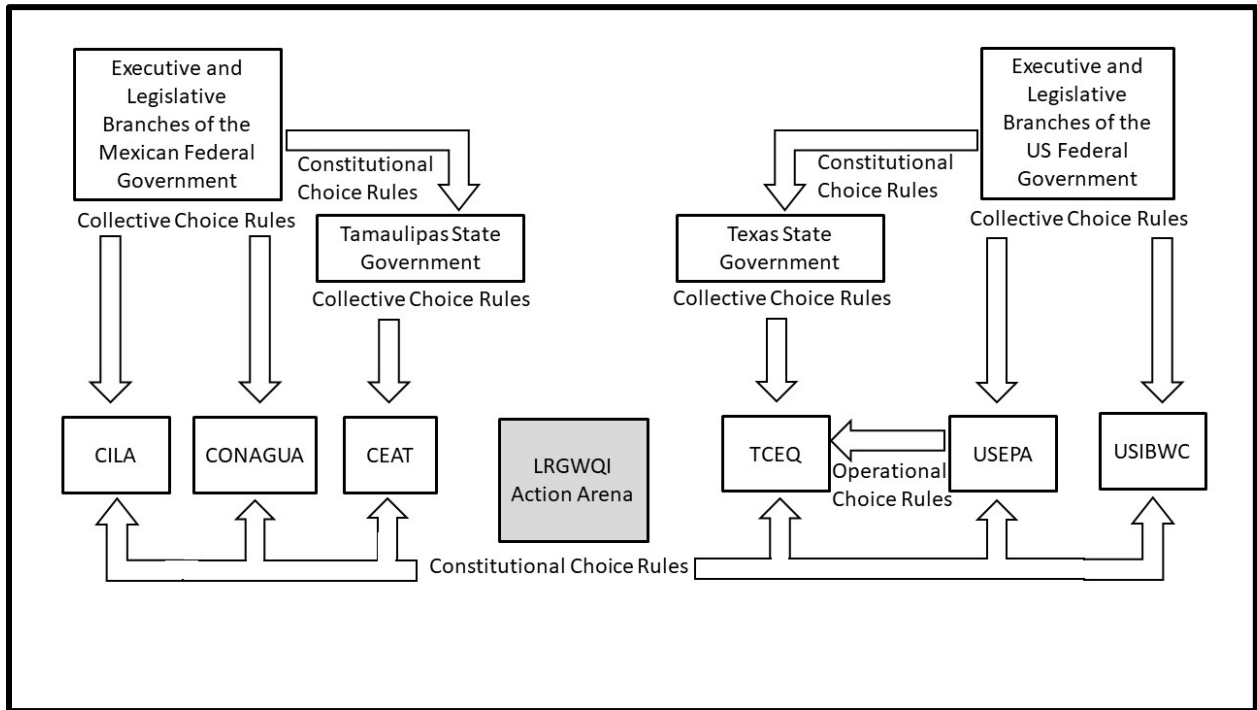 Executive and
Legislative
Branches of the
Mexican Federal
Government
Executive and
Legislative
Branches of the
US Federal
Government
Constitutional
Choice Rules
Constitutional
Choice Rules
Collective Choice Rules
Collective Choice Rules
Tamaulipas State
Government
Texas State
Government
Collective Choice Rules
Collective Choice Rules
CILA
CONAGUA
CEAT
LRGWQI
Action Arena
TCEQ
USEPA
USIBWC
Operational
Choice Rules
Constitutional Choice Rules